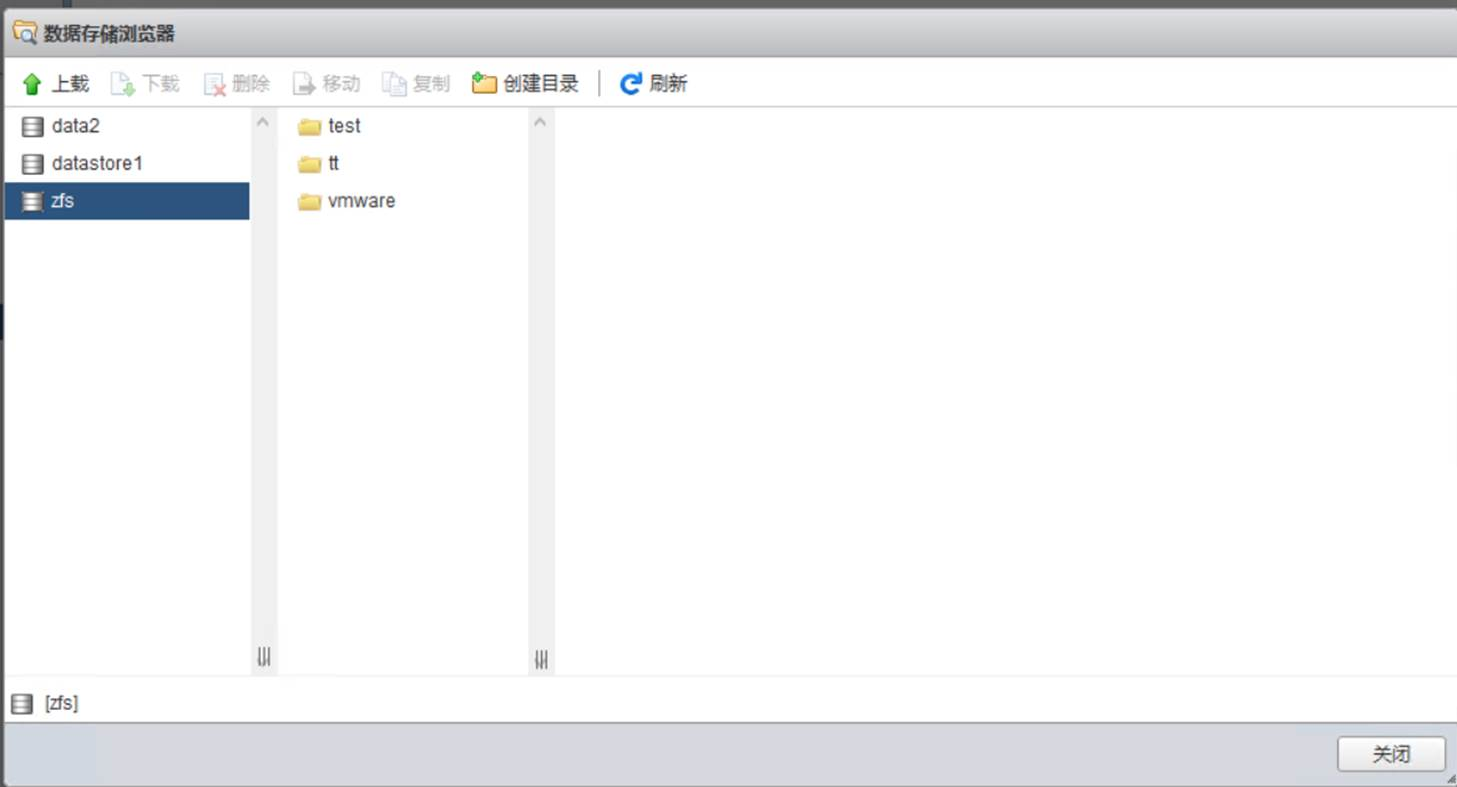 数据存储浏览器
上载 下载 删除 移动 复制 创建目录 刷新
data2
datastore1
zfs
test
tt
vmware
[zfs]
关闭